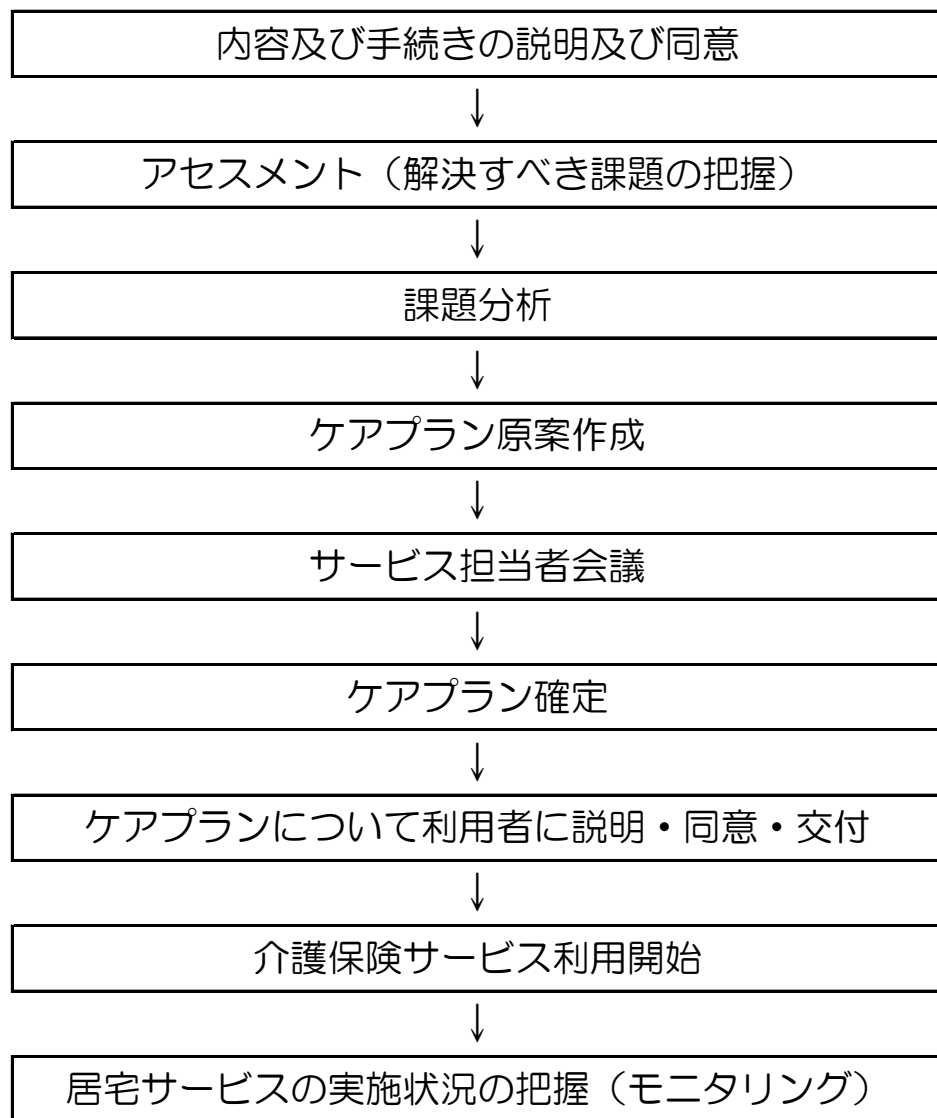 内容及び手続きの説明及び同意
↓
アセスメント（解決すべき課題の把握）
↓
課題分析
↓
ケアプラン原案作成
↓
サービス担当者会議
↓
ケアプラン確定
↓
ケアプランについて利用者に説明・同意・交付
↓
介護保険サービス利用開始
↓
居宅サービスの実施状況の把握（モニタリング）